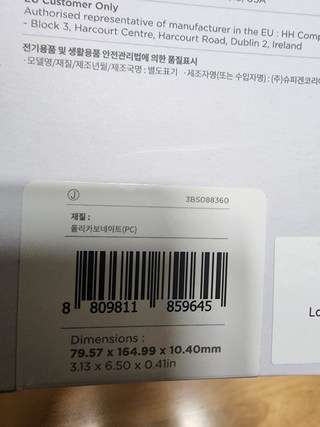 EU Customer Only
Authorised representative of manufacturer in the EU : HH Comp
- Block 3, Harcourt Centre, Harcourt Road, Dublin 2, Ireland
전기용품 및 생활용품 안전관리법에 의한 품질표시
·모델명/재질/제조년월/제조국명 : 별도표기 ·제조자명(또는 수입자명) : (주)슈피겐코리
J
3B5088360
재질 :
폴리카보네이트(PC)
8 809811 859645
Dimensions :
79.57 x 164.99 x 10.40mm
3.13 x 6.50 x 0.41in